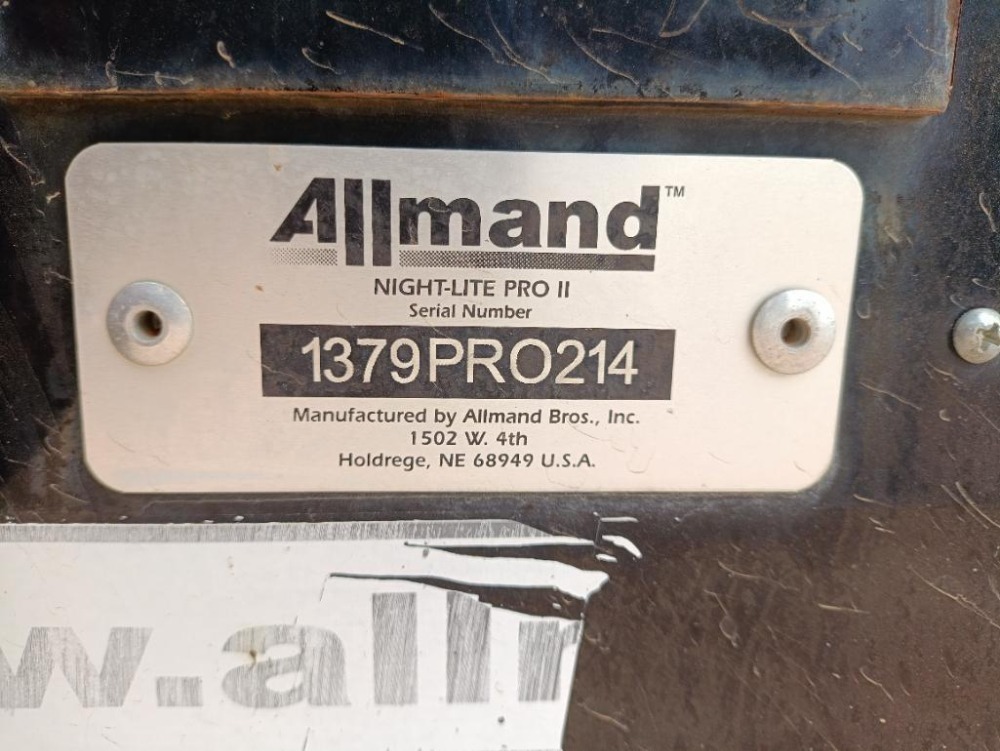 Allmand™
NIGHT-LITE PRO II
Serial Number
1379PRO214
Manufactured by Allmand Bros., Inc.
1502 W. 4th
Holdrege, NE 68949 U.S.A.
w.all